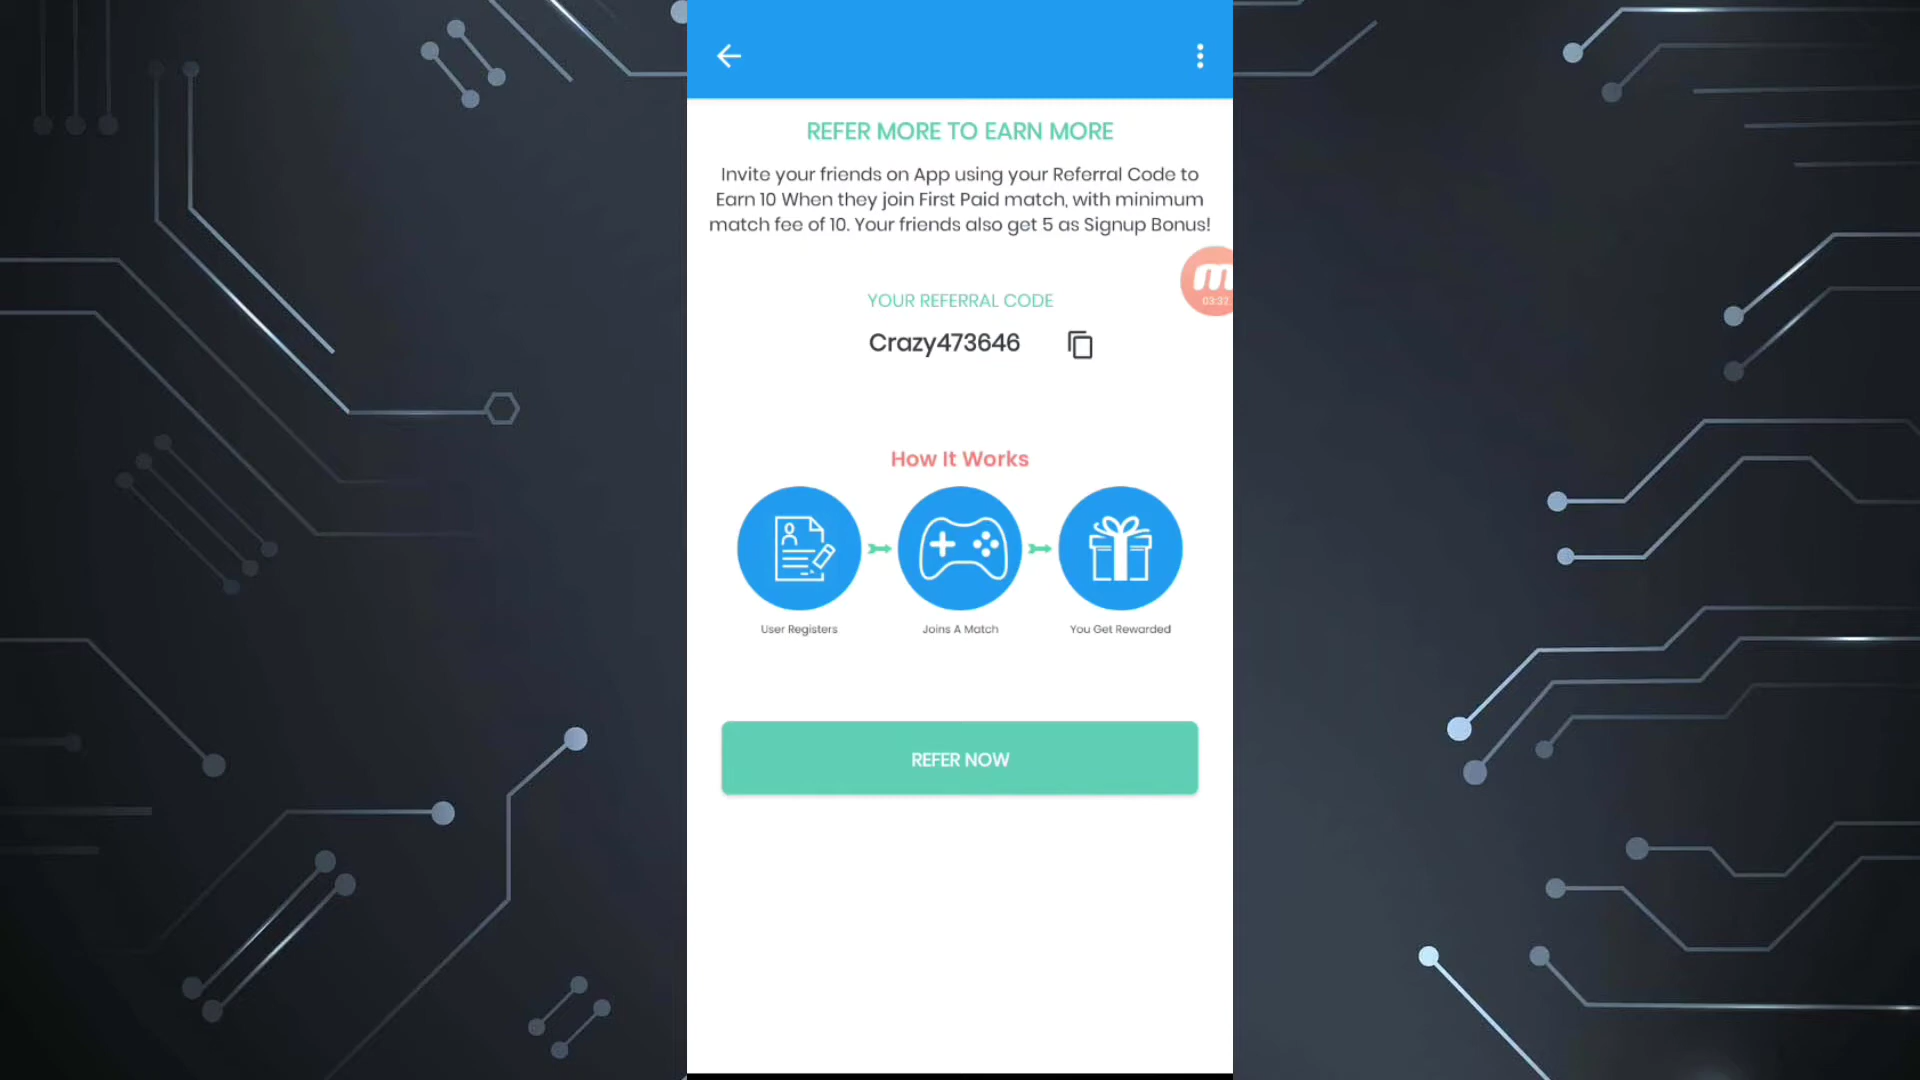 REFER MORE TO EARN MORE
Invite your friends on App using your Referral Code to
Earn 10 When they join First Paid match, with minimum
match fee of 10. Your friends also get 5 as Signup Bonus!
03:37
YOUR REFERRAL CODE
Crazy473646
How It Works
User Registers
Joins A Match
You Get Rewarded
REFER NOW